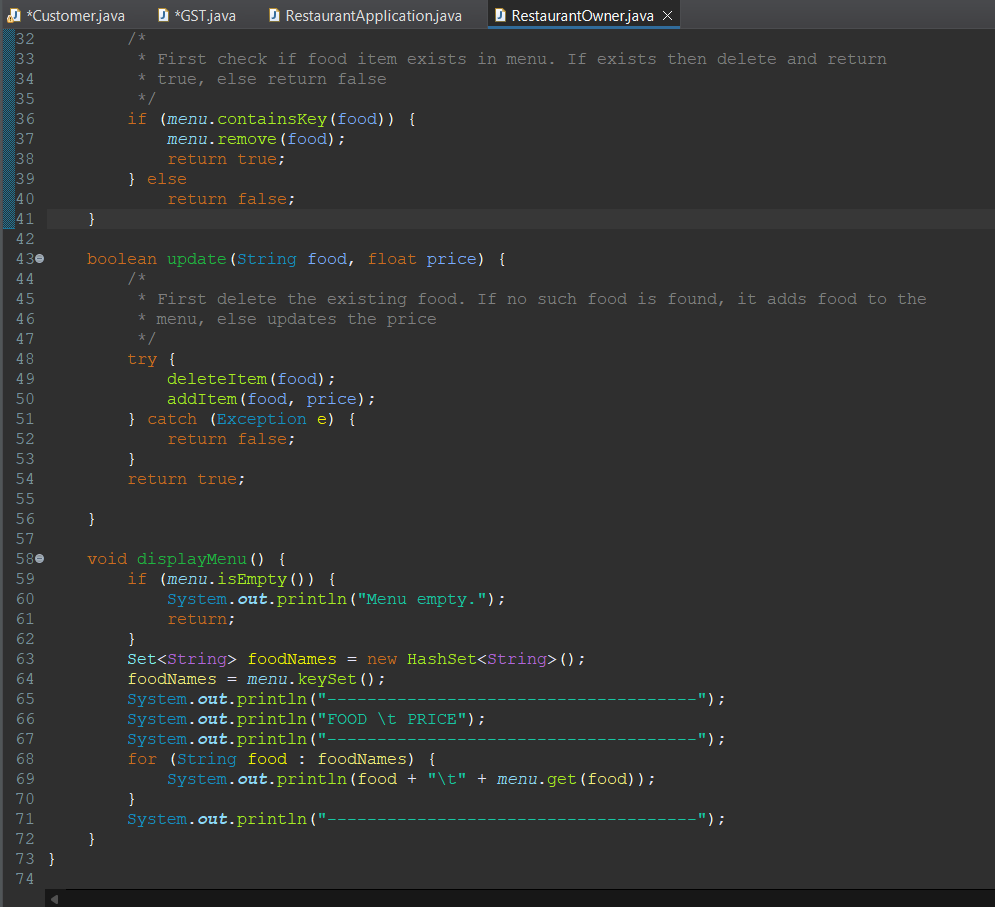 *Customer.java *GST.java RestaurantApplication.java RestaurantOwner.java
32 /*
33 * First check if food item exists in menu. If exists then delete and return
34 * true, else return false
35 */
36 if (menu.containsKey(food)) {
37 menu.remove(food);
38 return true;
39 } else
40 return false;
41 }
42
43 boolean update(String food, float price) {
44 /*
45 * First delete the existing food. If no such food is found, it adds food to the
46 * menu, else updates the price
47 */
48 try {
49 deleteItem(food);
50 addItem(food, price);
51 } catch (Exception e) {
52 return false;
53 }
54 return true;
55
56 }
57
58 void displayMenu() {
59 if (menu.isEmpty()) {
60 System.out.println("Menu empty.");
61 return;
62 }
63 Set<String> foodNames = new HashSet<String>();
64 foodNames = menu.keySet();
65 System.out.println("-------------------------------------");
66 System.out.println("FOOD \t PRICE");
67 System.out.println("-------------------------------------");
68 for (String food : foodNames) {
69 System.out.println(food + "\t" + menu.get(food));
70 }
71 System.out.println("-------------------------------------");
72 }
73 }
74